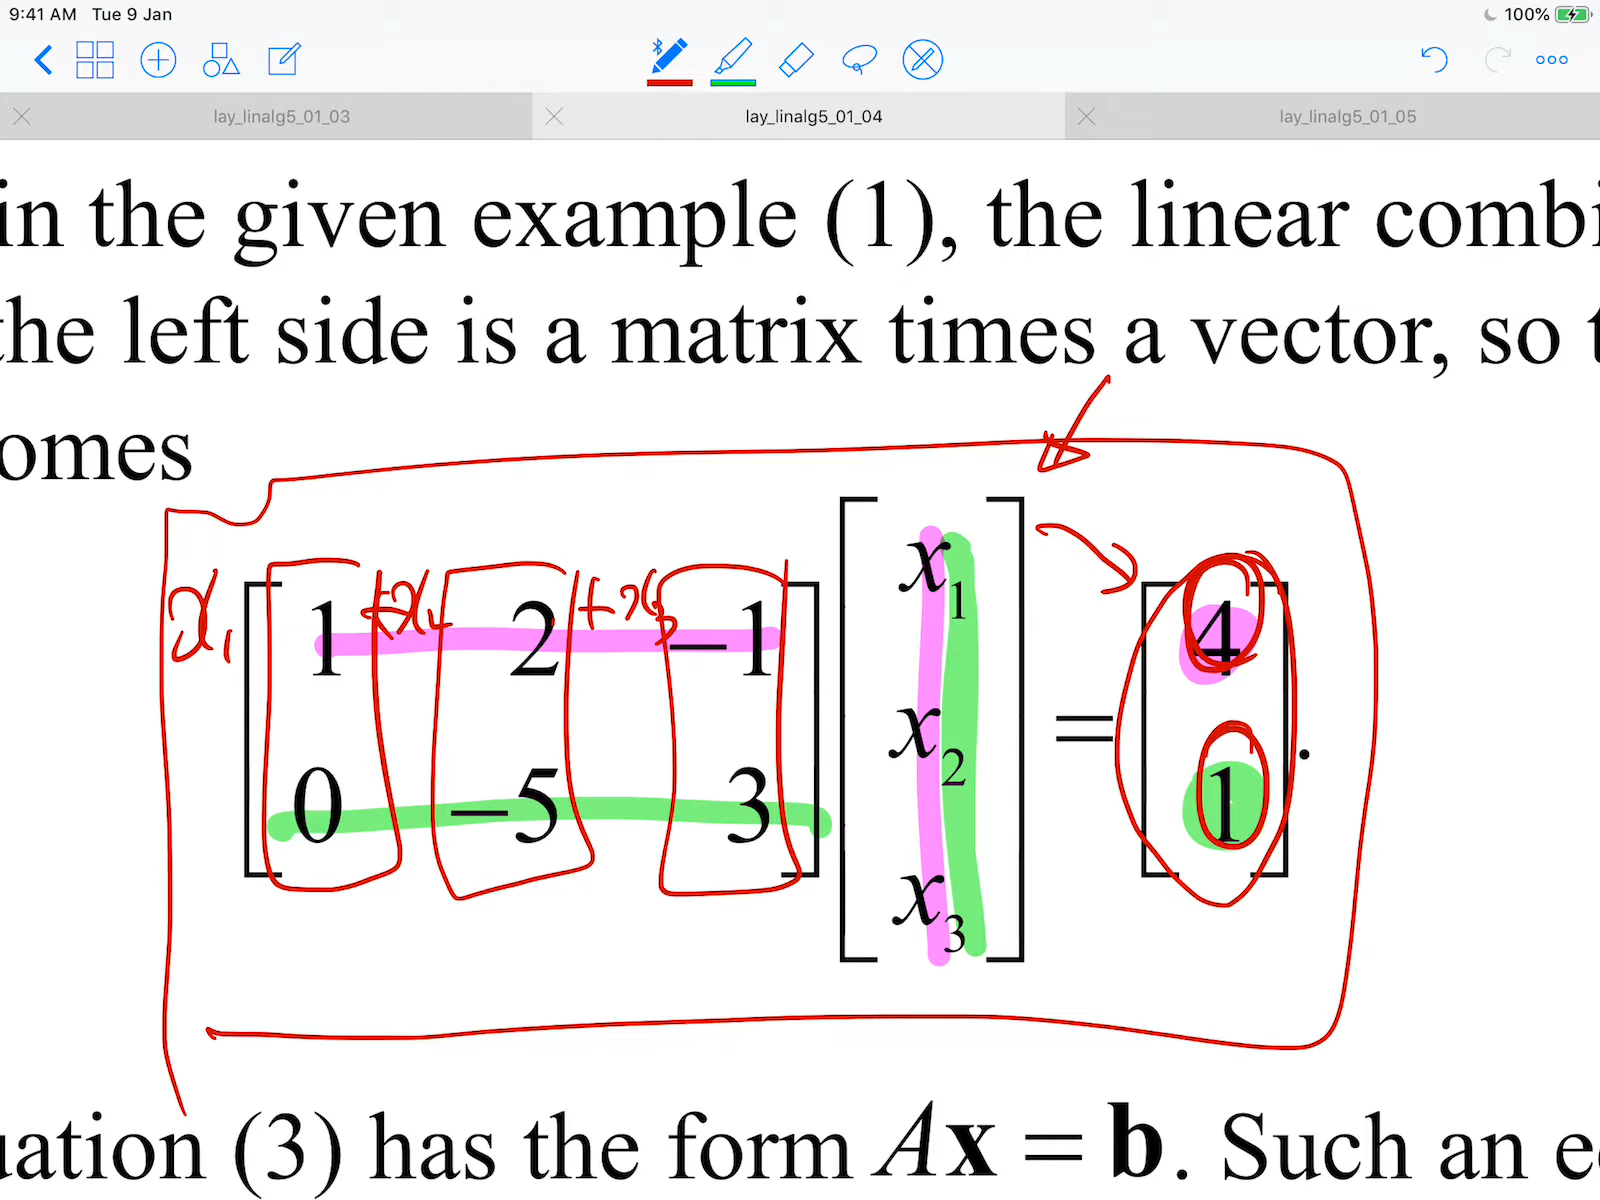 9:41 AM Tue 9 Jan 100%
lay_linalg5_01_03 lay_linalg5_01_04 lay_linalg5_01_05
in the given example (1), the linear combi
the left side is a matrix times a vector, so t
omes
x₁ [1 +x₂ 2 +x₃ −1; 0 −5 3] [x₁; x₂; x₃] = [4; 1].
uation (3) has the form Ax = b. Such an e